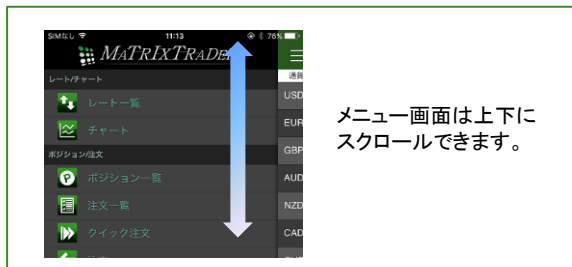 SIMなし 11:13 76%
MATRIXTRADER
レート/チャート
通貨
レート一覧
USD
チャート
EUR
ポジション/注文
GBP
ポジション一覧
AUD
注文一覧
NZD
クイック注文
CAD
メニュー画面は上下に
スクロールできます。